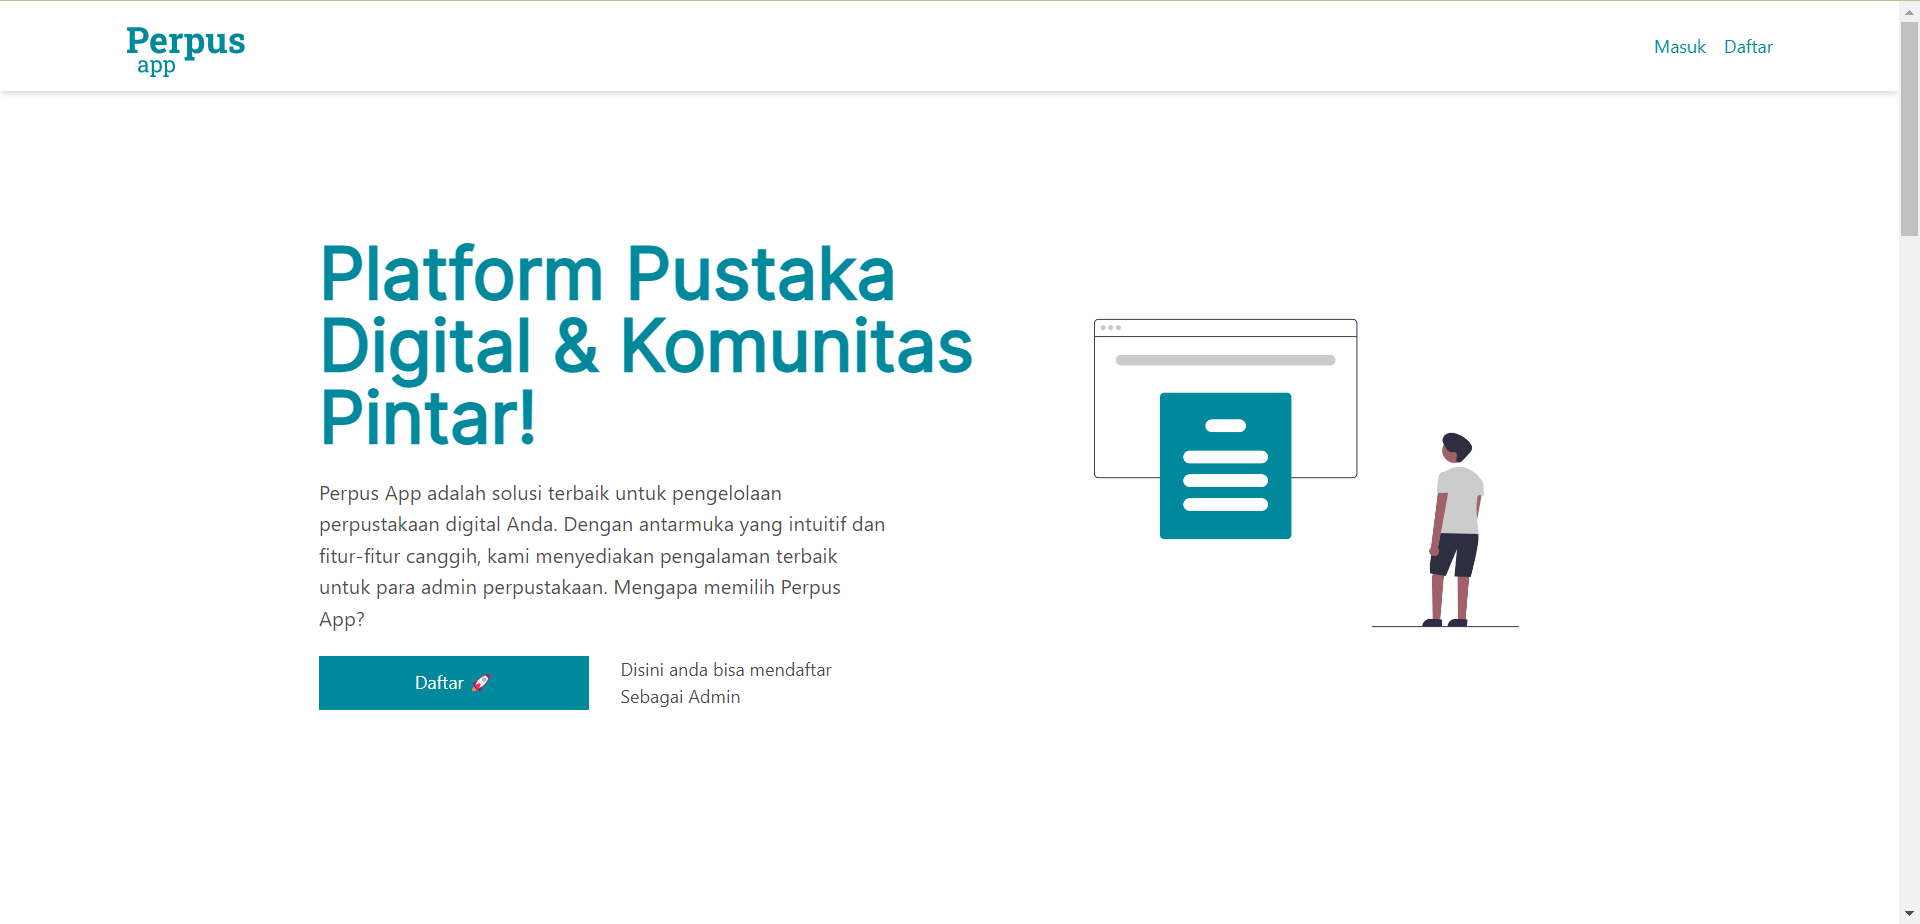 Perpus
app
Masuk Daftar
Platform Pustaka
Digital & Komunitas
Pintar!
Perpus App adalah solusi terbaik untuk pengelolaan
perpustakaan digital Anda. Dengan antarmuka yang intuitif dan
fitur-fitur canggih, kami menyediakan pengalaman terbaik
untuk para admin perpustakaan. Mengapa memilih Perpus
App?
Daftar 🚀
Disini anda bisa mendaftar
Sebagai Admin